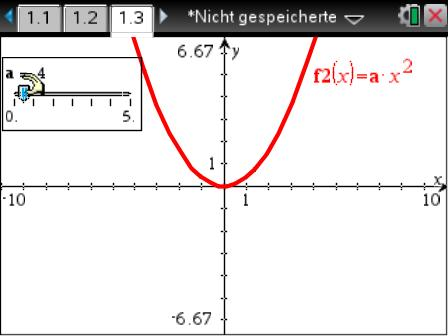 1.1 1.2 1.3 *Nicht gespeicherte
6.67 y
f2(x)=a·x²
a 4
0. 5.
1
-10 1 10 x
-6.67